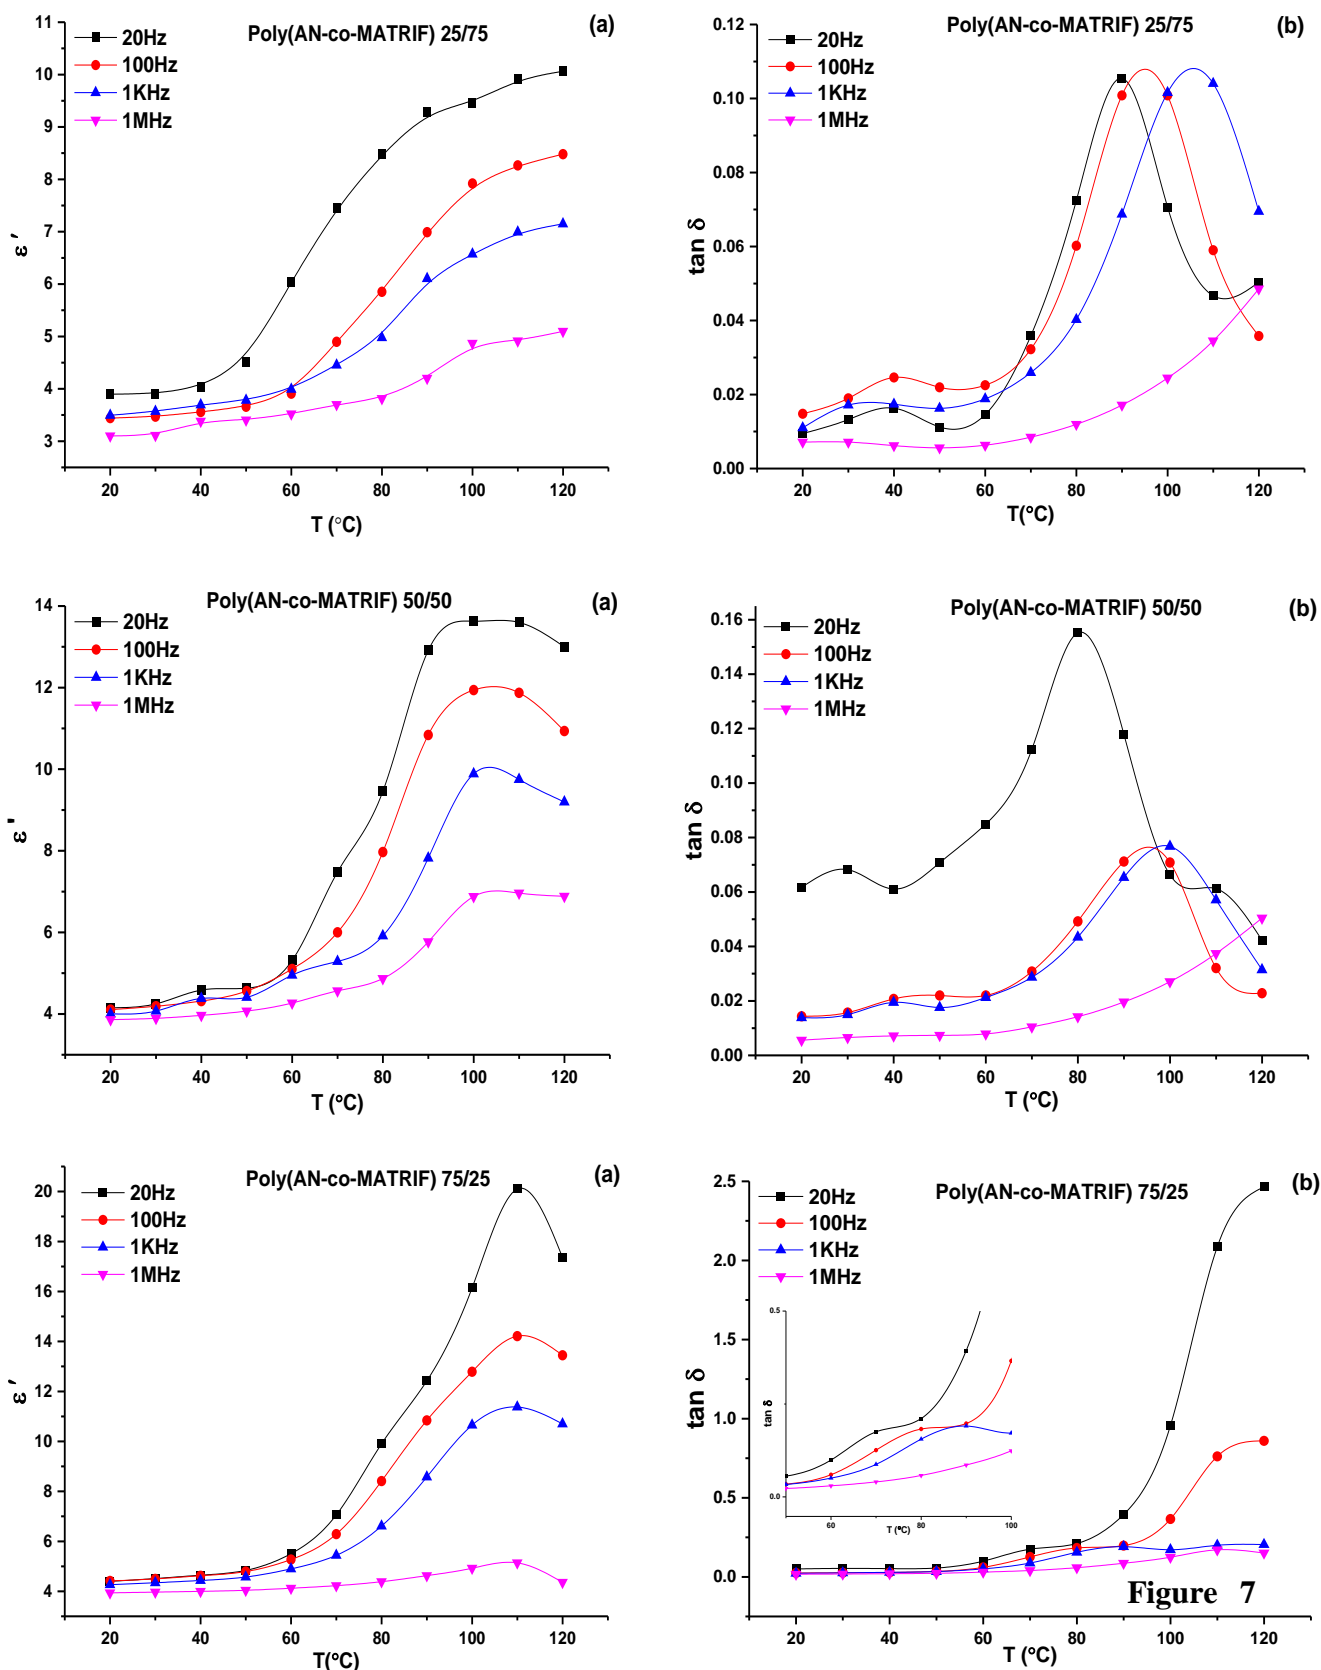 Poly(AN-co-MATRIF) 25/75
(a)
20Hz
100Hz
1KHz
1MHz
ε′
11
10
9
8
7
6
5
4
3
20 40 60 80 100 120
T (°C)
Poly(AN-co-MATRIF) 25/75
(b)
20Hz
100Hz
1KHz
1MHz
tan δ
0.12
0.10
0.08
0.06
0.04
0.02
0.00
20 40 60 80 100 120
T(°C)
Poly(AN-co-MATRIF) 50/50
(a)
20Hz
100Hz
1KHz
1MHz
ε'
14
12
10
8
6
4
20 40 60 80 100 120
T (°C)
Poly(AN-co-MATRIF) 50/50
(b)
20Hz
100Hz
1KHz
1MHz
tan δ
0.16
0.14
0.12
0.10
0.08
0.06
0.04
0.02
0.00
20 40 60 80 100 120
T (°C)
Poly(AN-co-MATRIF) 75/25
(a)
20Hz
100Hz
1KHz
1MHz
ε′
20
18
16
14
12
10
8
6
4
20 40 60 80 100 120
T(°C)
Poly(AN-co-MATRIF) 75/25
(b)
20Hz
100Hz
1KHz
1MHz
tan δ
2.5
2.0
1.5
1.0
0.5
0.0
tan δ
0.5
0.0
60 80 100
T (°C)
Figure 7
20 40 60 80 100 120
T (°C)